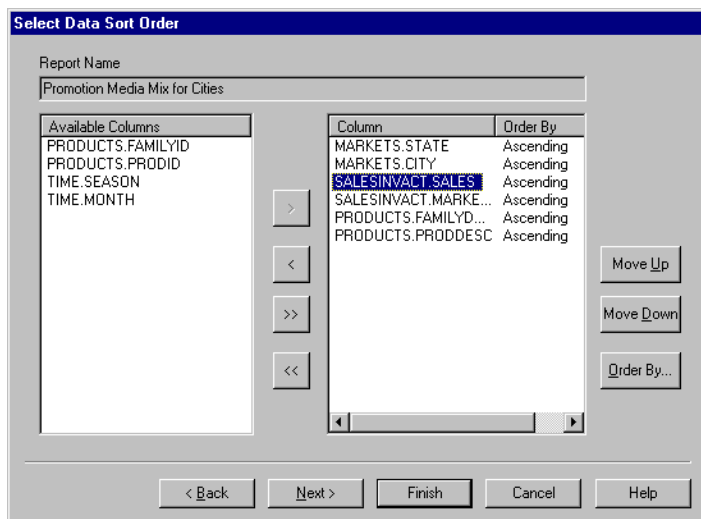 Select Data Sort Order
Report Name
Promotion Media Mix for Cities
Available Columns
PRODUCTS.FAMILYID
PRODUCTS.PRODID
TIME.SEASON
TIME.MONTH
>
<
>>
<<
Column Order By
MARKETS.STATE Ascending
MARKETS.CITY Ascending
SALESINVACT.SALES Ascending
SALESINVACT.MARKE... Ascending
PRODUCTS.FAMILYD... Ascending
PRODUCTS.PRODDESC Ascending
Move Up
Move Down
Order By...
< Back Next > Finish Cancel Help